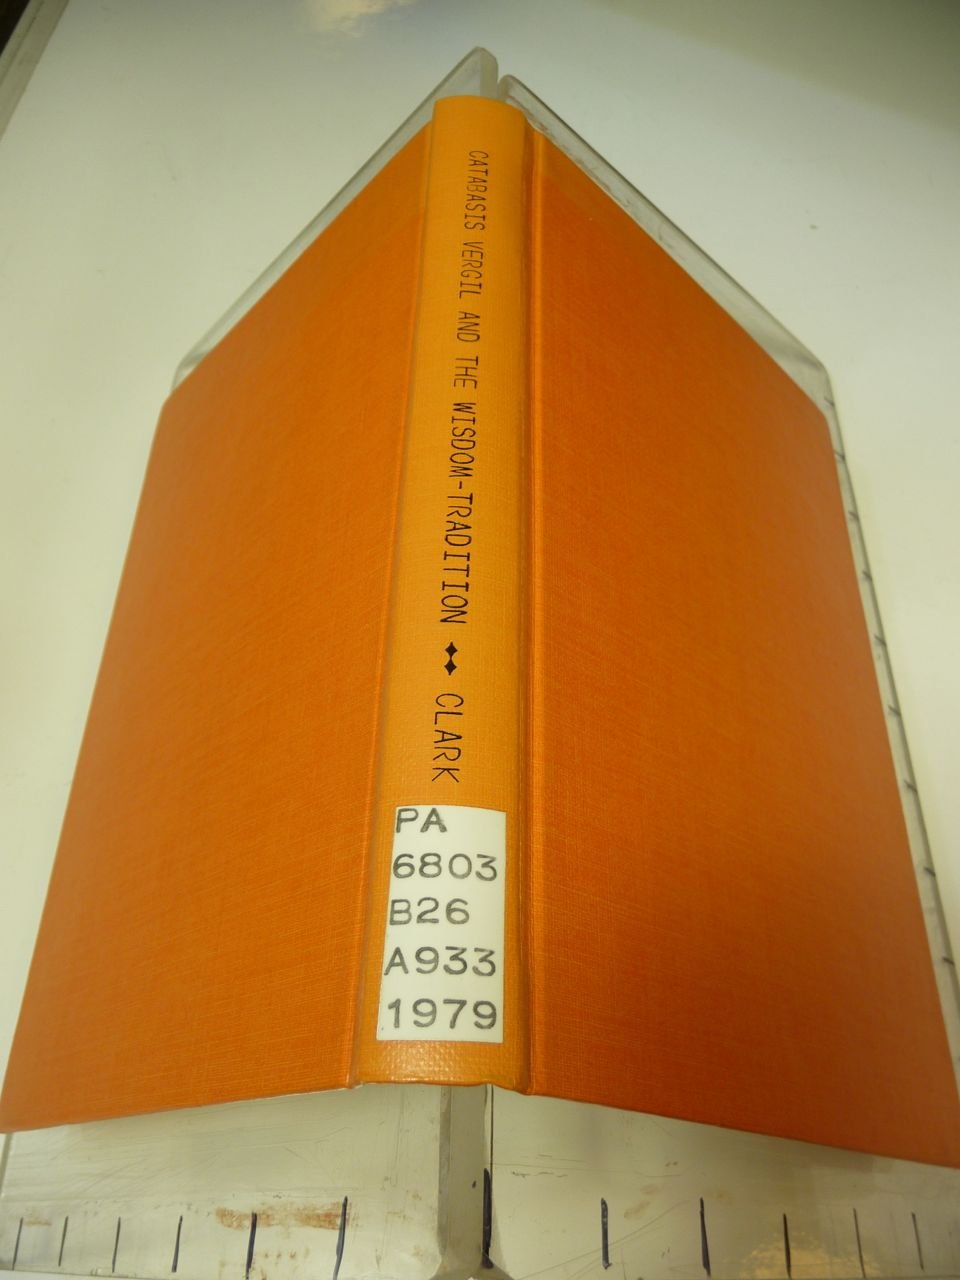 CATABASIS VERGIL AND THE WISDOM-TRADITION ♦♦ CLARK
PA
6803
B26
A933
1979